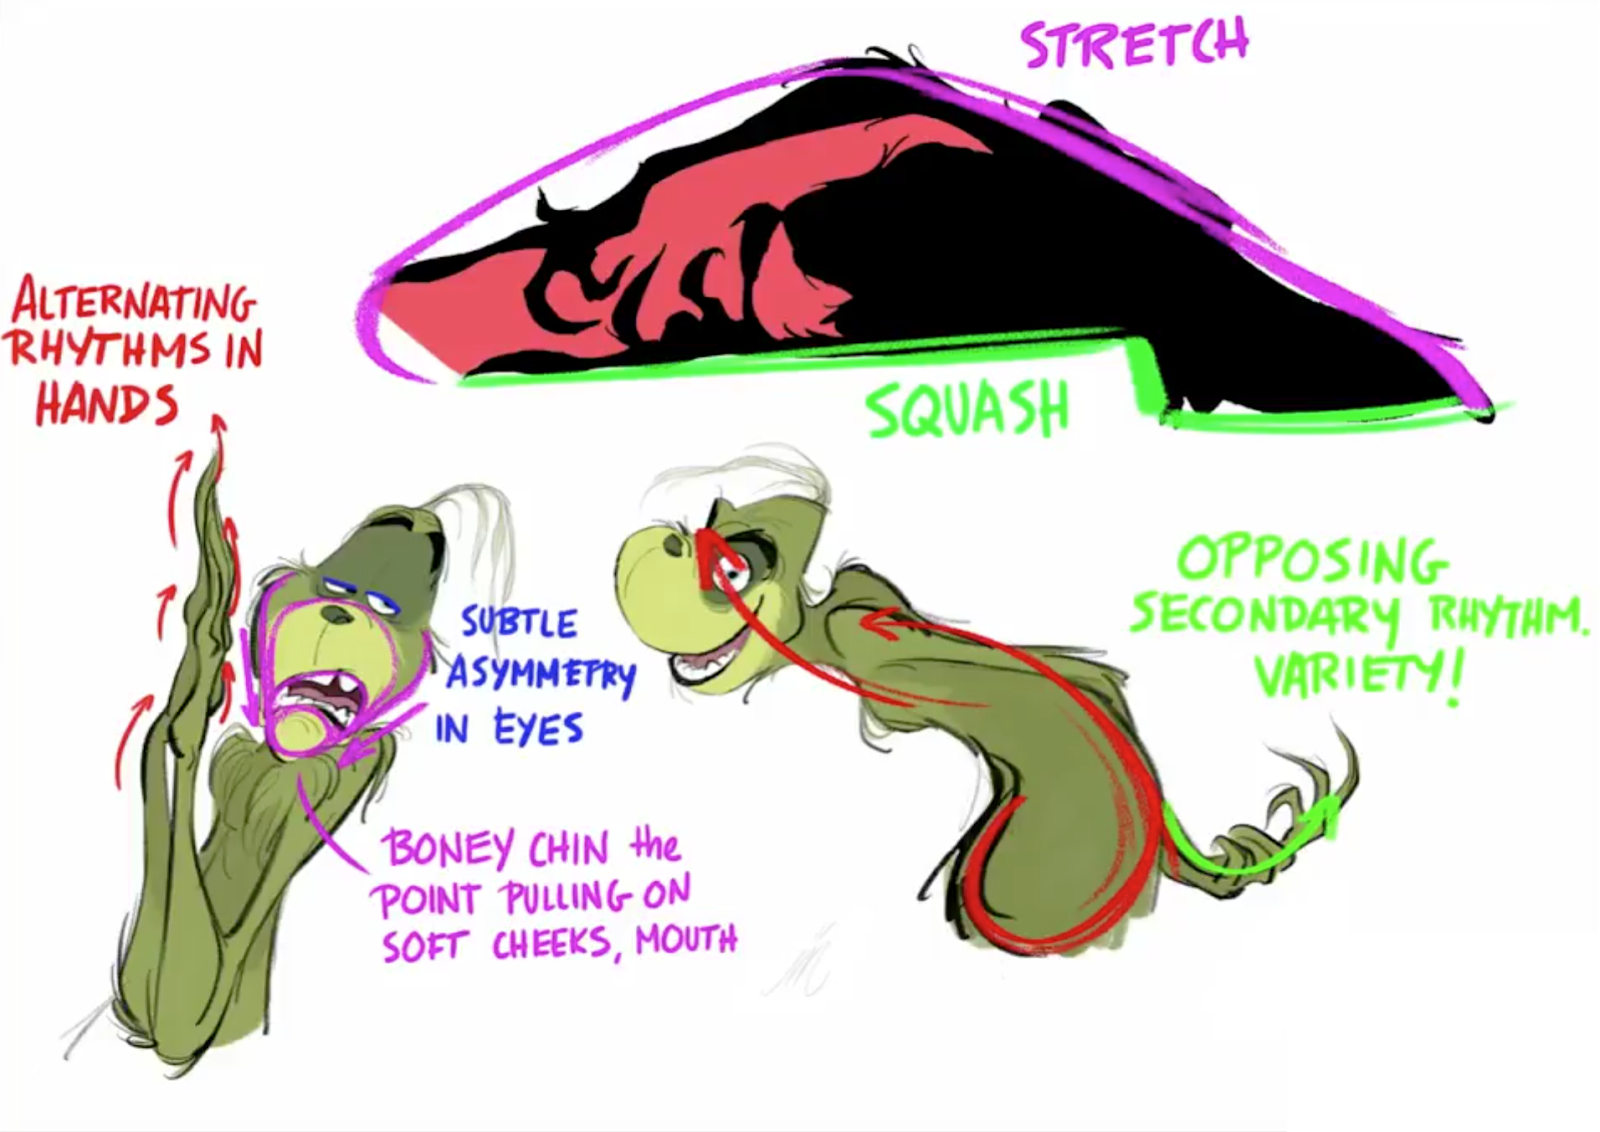 STRETCH
ALTERNATING
RHYTHMS IN
HANDS
SQUASH
SUBTLE
ASYMMETRY
IN EYES
OPPOSING
SECONDARY RHYTHM.
VARIETY!
BONEY CHIN the
POINT PULLING ON
SOFT CHEEKS, MOUTH